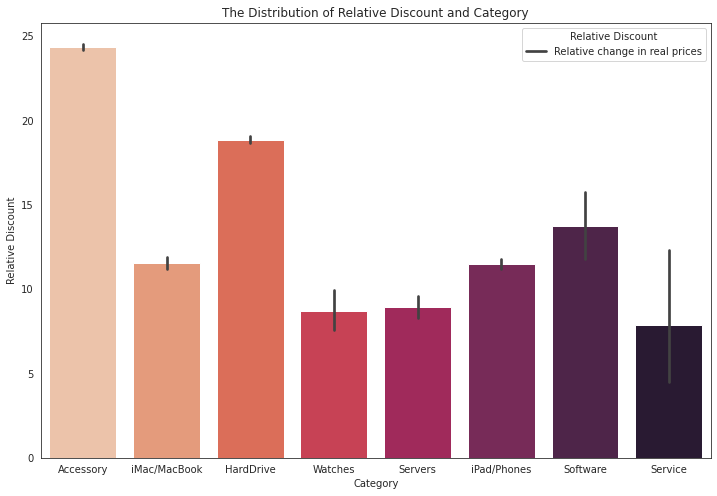 The Distribution of Relative Discount and Category
Relative Discount
Relative change in real prices
Relative Discount
25
20
15
10
5
0
Accessory iMac/MacBook HardDrive Watches Servers iPad/Phones Software Service
Category